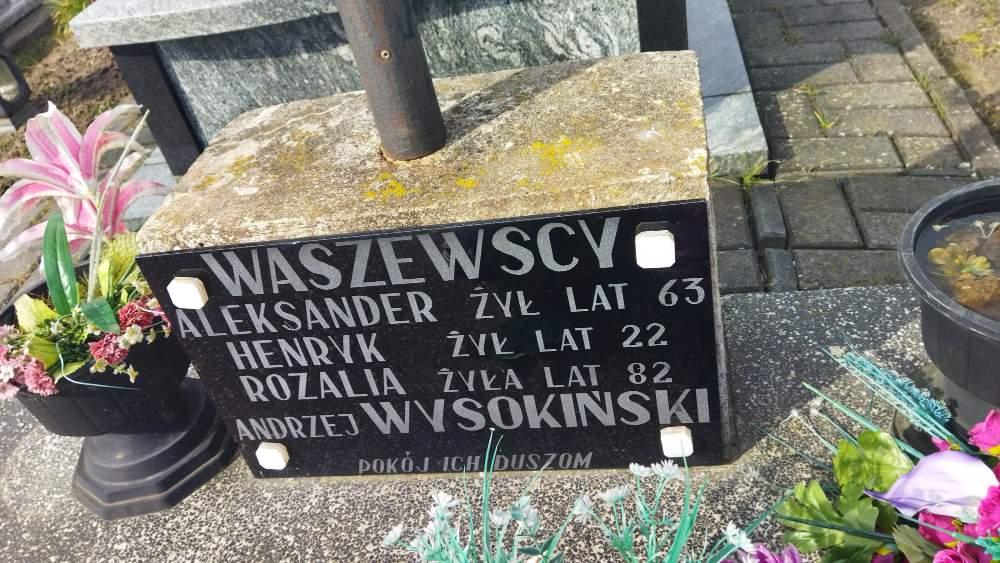 WASZEWSCY
ALEKSANDER ŻYŁ LAT 63
HENRYK ŻYŁ LAT 22
ROZALIA ŻYŁA LAT 82
ANDRZEJ WYSOKIŃSKI
POKÓJ ICH DUSZOM